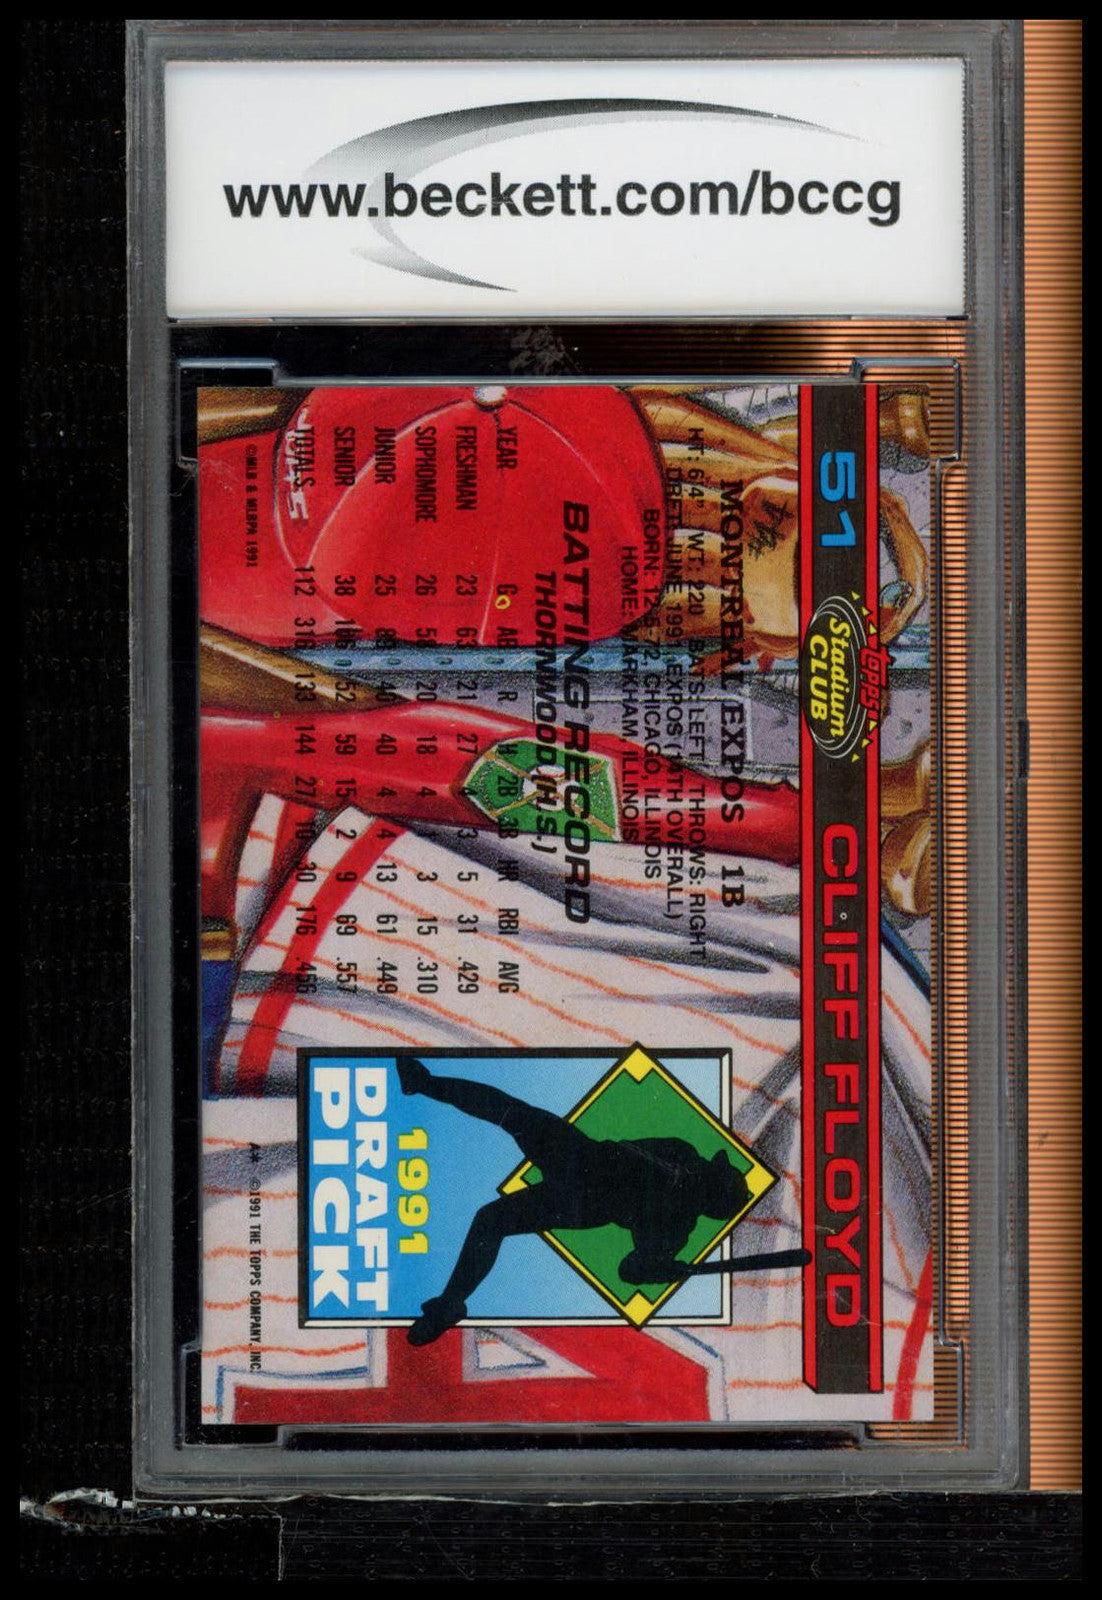 www.beckett.com/bccg
51 topps Stadium CLUB CLIFF FLOYD
MONTREAL EXPOS 1B
HT: 6'4" WT: 220 BATS: LEFT THROWS: RIGHT
DRFT: JUNE 1991, EXPOS (14TH OVERALL)
BORN: 12-5-72, CHICAGO, ILLINOIS
HOME: MARKHAM, ILLINOIS
BATTING RECORD
THORNWOOD (H.S.)
YEAR G AB R H 2B 3B HR RBI AVG
FRESHMAN 23 63 21 27 4 3 5 31 .429
SOPHOMORE 26 58 20 18 4 3 15 .310
JUNIOR 25 89 40 40 4 4 13 61 .449
SENIOR 38 106 52 59 15 2 9 69 .557
TOTALS 112 316 133 144 27 10 30 176 .456
©MLB & MLBPA 1991
1991
DRAFT
PICK
A* ©1991 THE TOPPS COMPANY, INC.